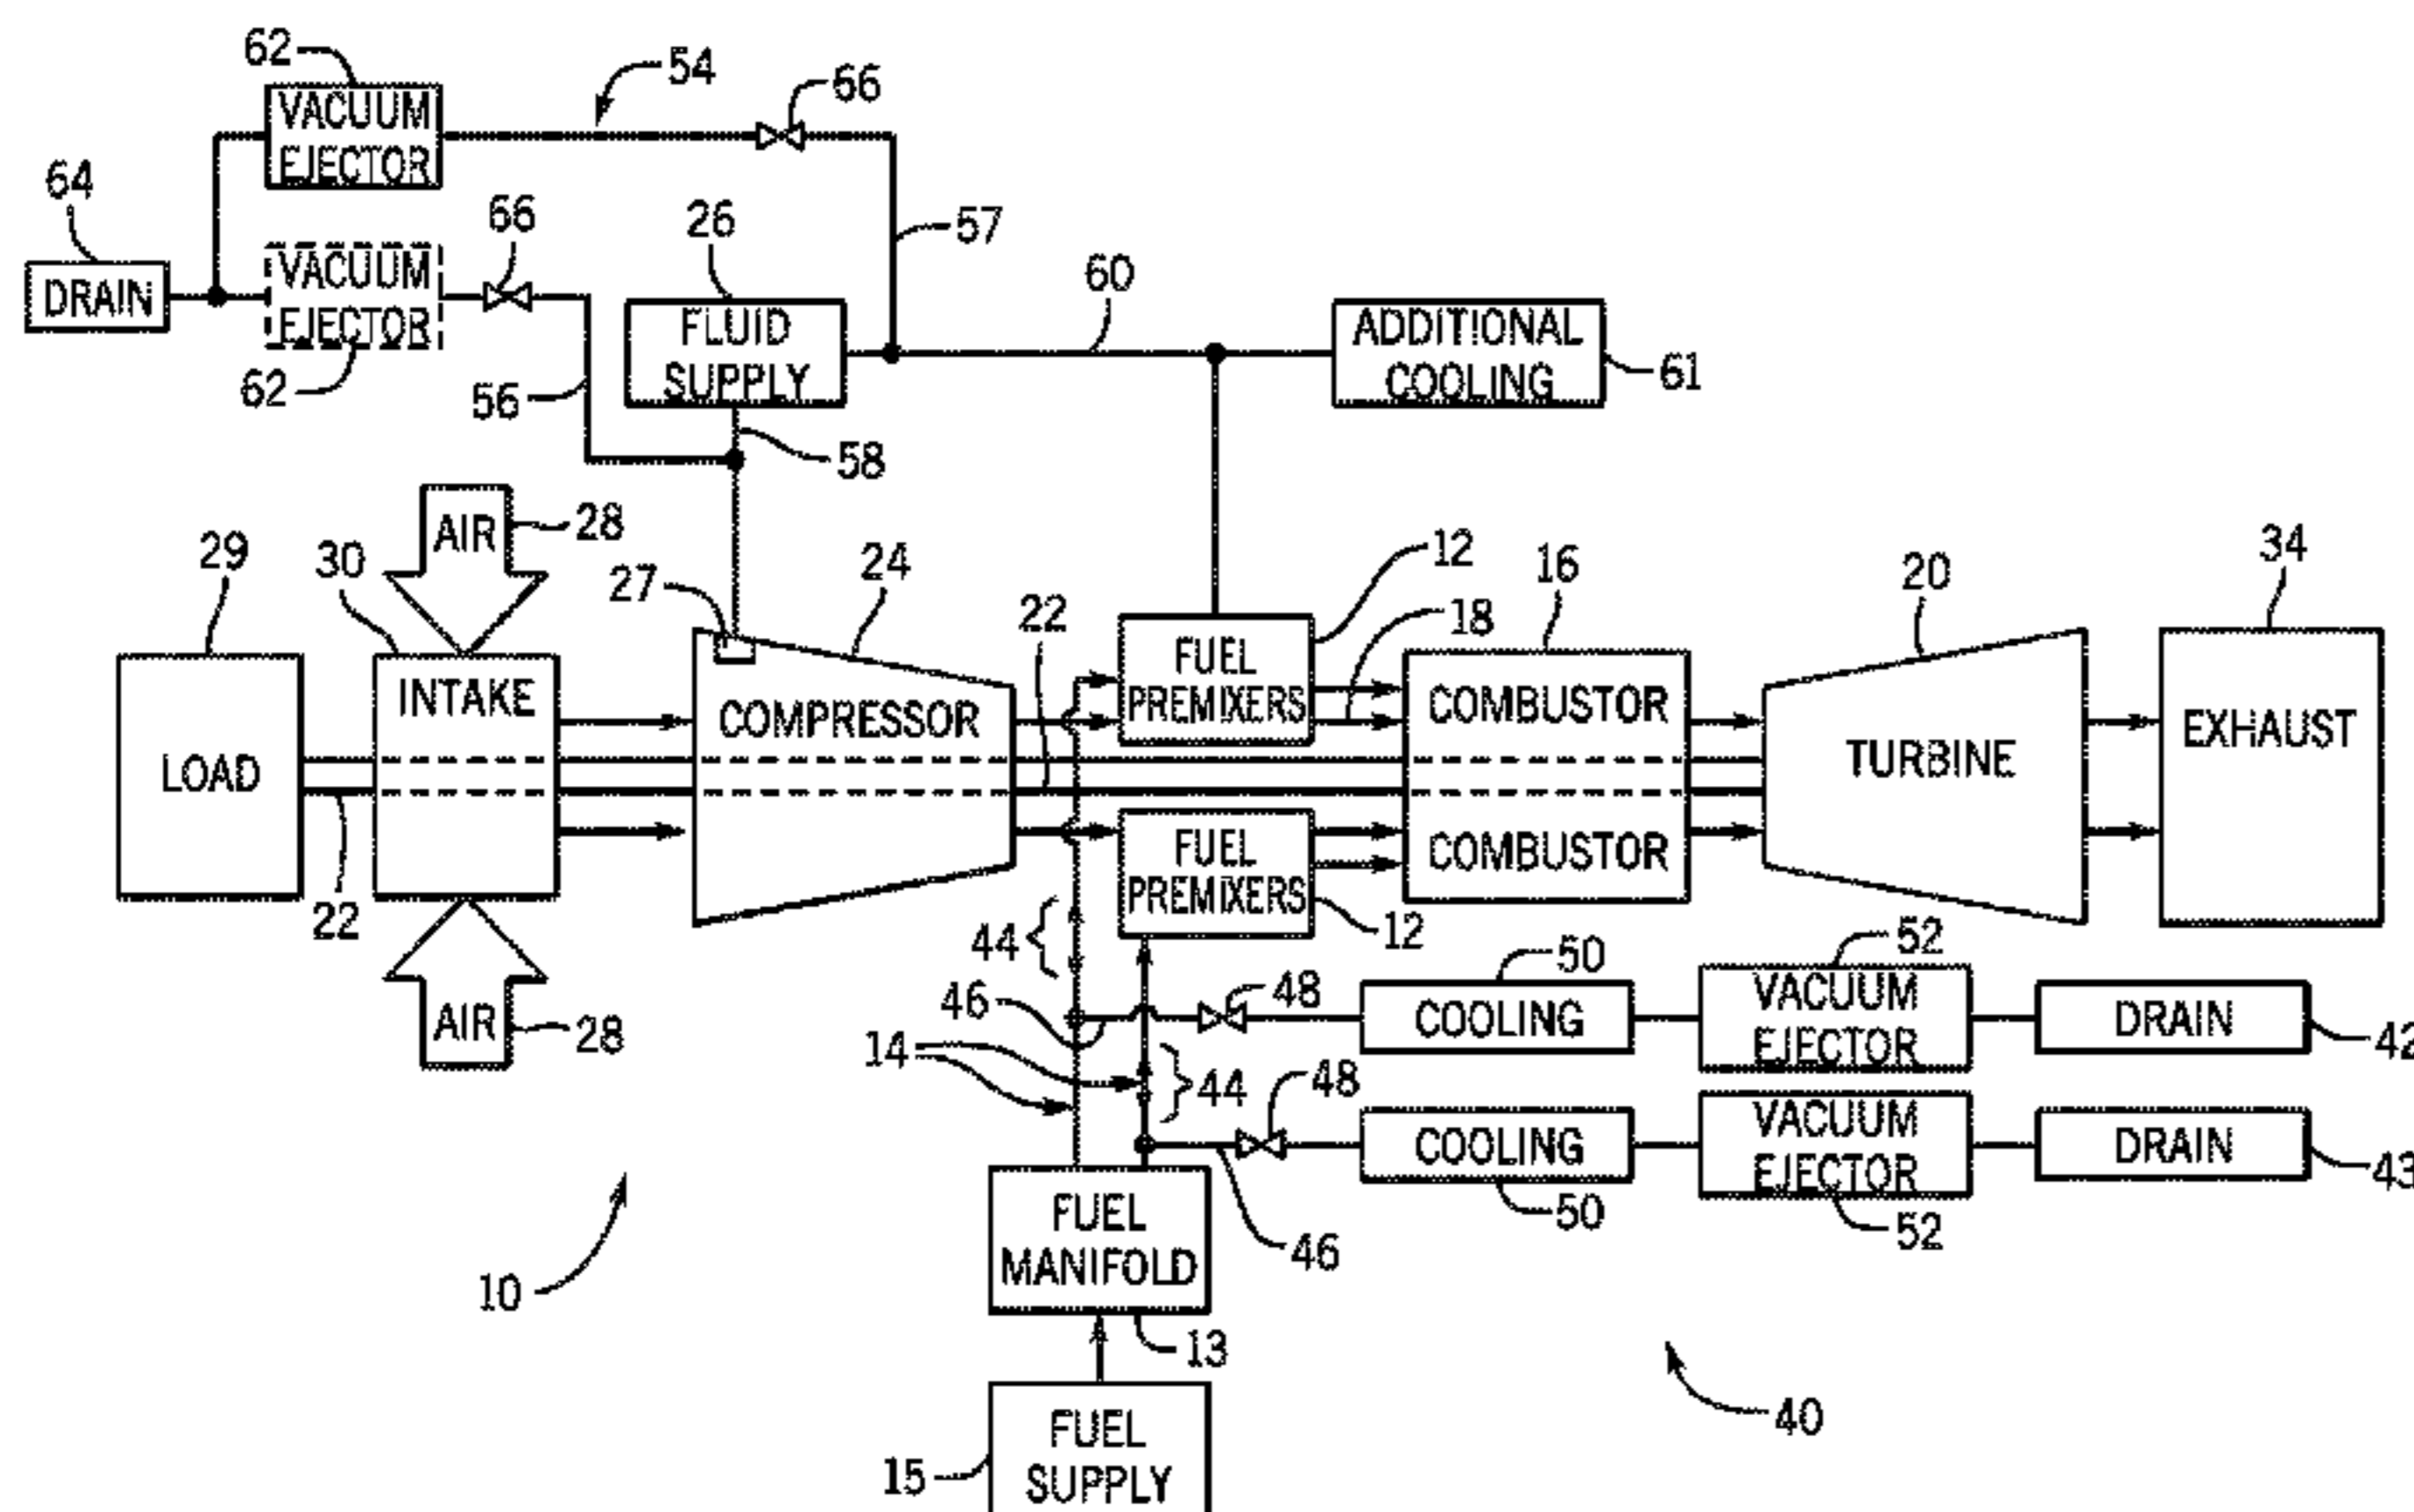 62
54
66
VACUUM
EJECTOR
64
66
26
57
DRAIN
VACUUM
EJECTOR
60
FLUID
SUPPLY
ADDITIONAL
COOLING
61
62
56
58
AIR
28
29
30
27
24
22
12
16
18
20
34
LOAD
INTAKE
COMPRESSOR
FUEL
PREMIXERS
COMBUSTOR
TURBINE
EXHAUST
22
22
FUEL
PREMIXERS
COMBUSTOR
12
44
AIR
28
46
48
50
COOLING
52
VACUUM
EJECTOR
DRAIN
42
14
44
48
COOLING
50
VACUUM
EJECTOR
52
DRAIN
43
46
FUEL
MANIFOLD
13
10
40
15
FUEL
SUPPLY